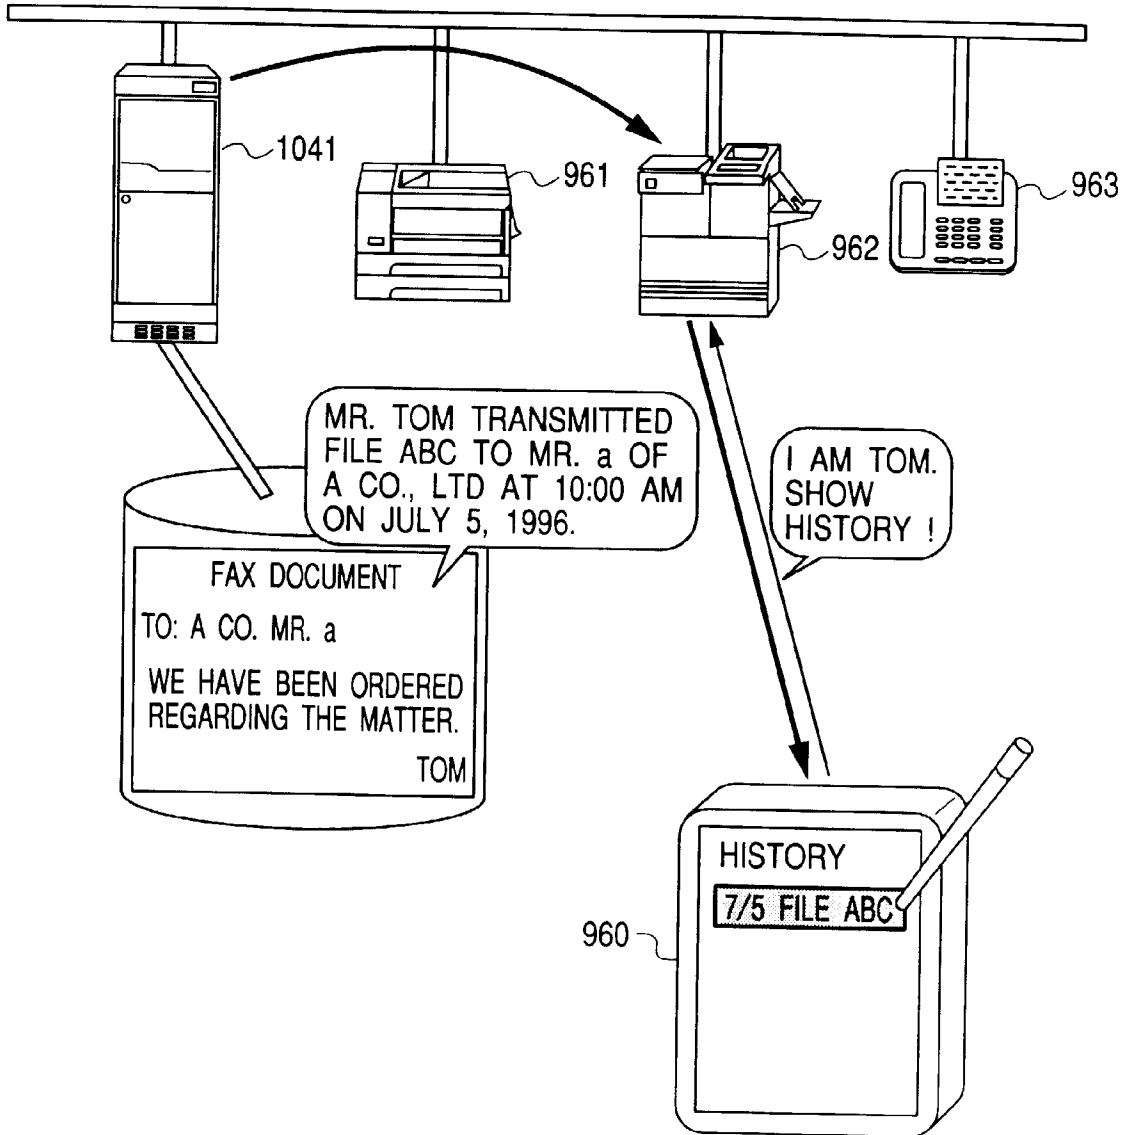 1041
961
962
963
MR. TOM TRANSMITTED
FILE ABC TO MR. a OF
A CO., LTD AT 10:00 AM
ON JULY 5, 1996.
I AM TOM.
SHOW
HISTORY !
FAX DOCUMENT
TO: A CO. MR. a
WE HAVE BEEN ORDERED
REGARDING THE MATTER.
TOM
HISTORY
7/5 FILE ABC
960